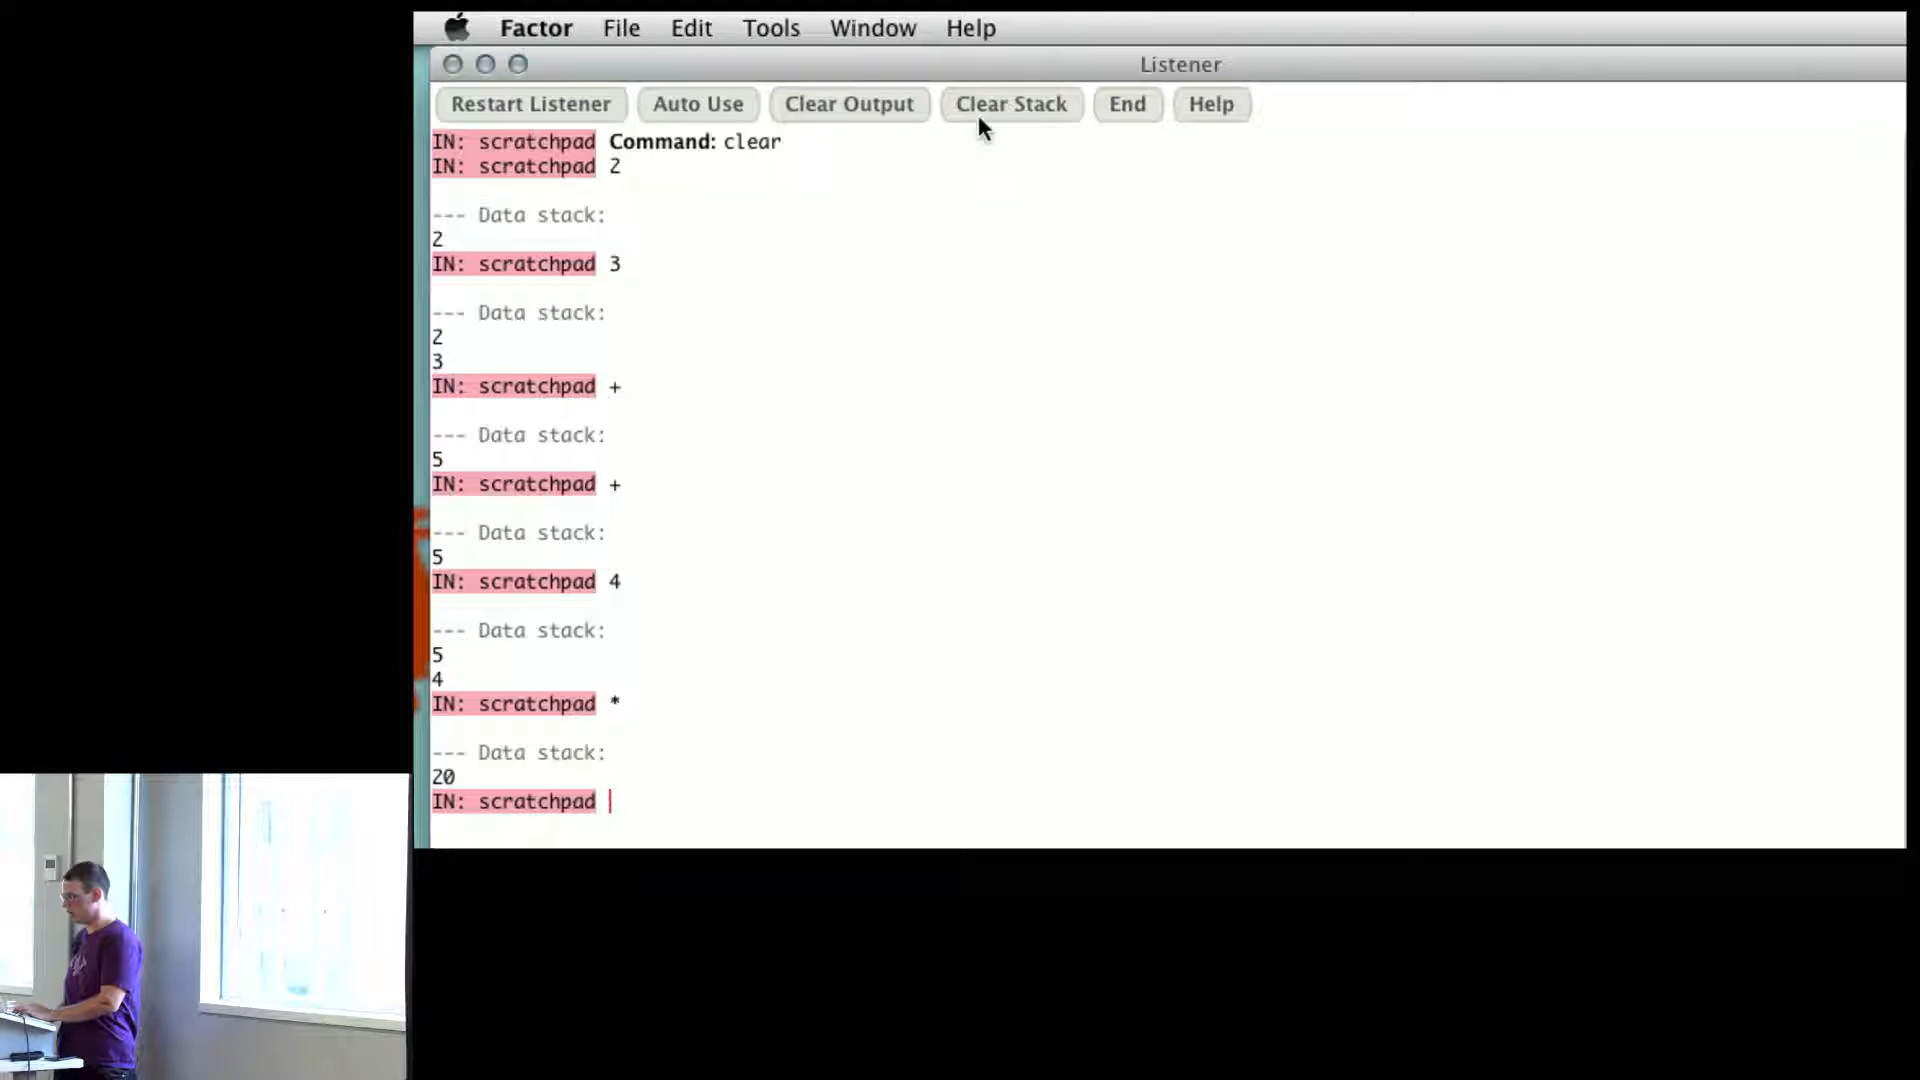 Factor File Edit Tools Window Help
Listener
Restart Listener Auto Use Clear Output Clear Stack End Help
IN: scratchpad Command: clear
IN: scratchpad 2
--- Data stack:
2
IN: scratchpad 3
--- Data stack:
2
3
IN: scratchpad +
--- Data stack:
5
IN: scratchpad +
--- Data stack:
5
IN: scratchpad 4
--- Data stack:
5
4
IN: scratchpad *
--- Data stack:
20
IN: scratchpad